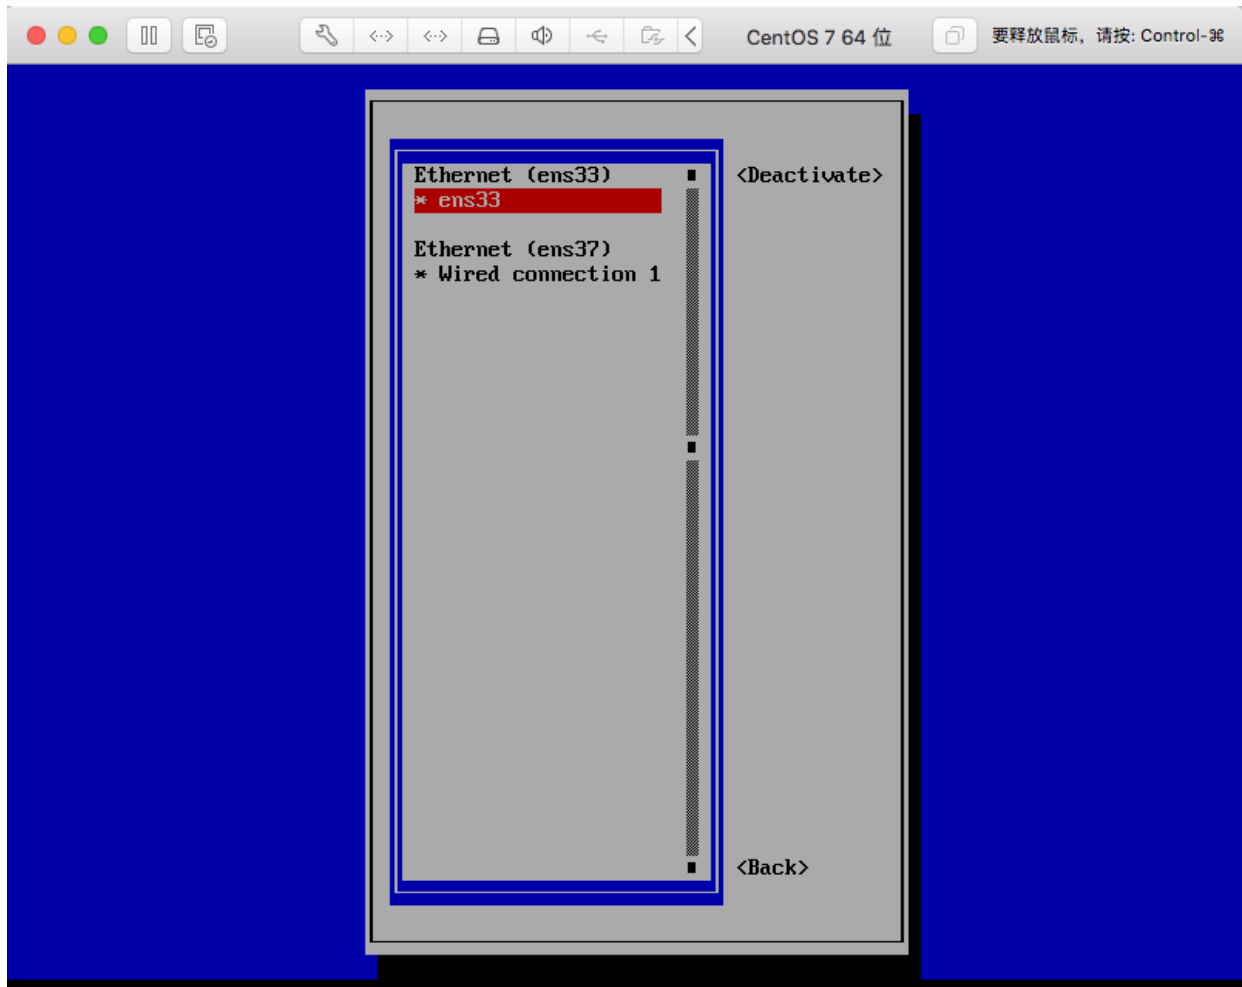 CentOS 7 64 位
要释放鼠标，请按: Control-⌘
Ethernet (ens33)
<Deactivate>
* ens33
Ethernet (ens37)
* Wired connection 1
<Back>